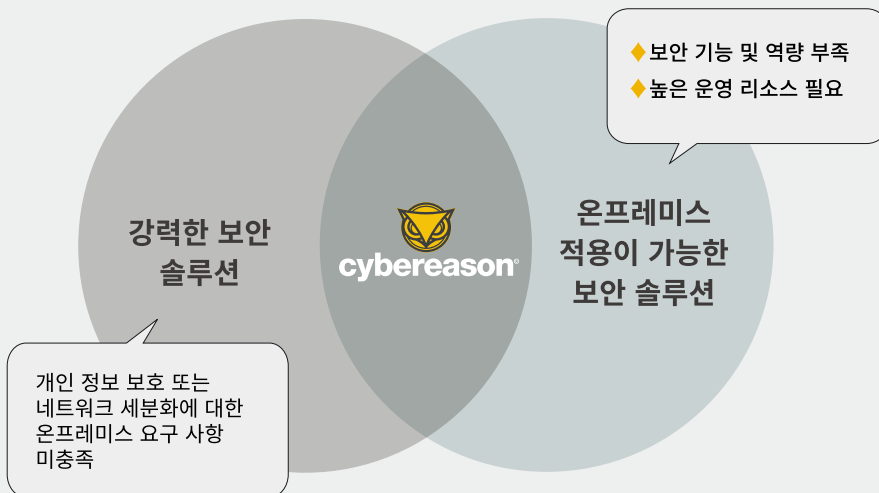 ♦보안 기능 및 역량 부족
♦높은 운영 리소스 필요
강력한 보안
솔루션
cybereason®
온프레미스
적용이 가능한
보안 솔루션
개인 정보 보호 또는
네트워크 세분화에 대한
온프레미스 요구 사항
미충족